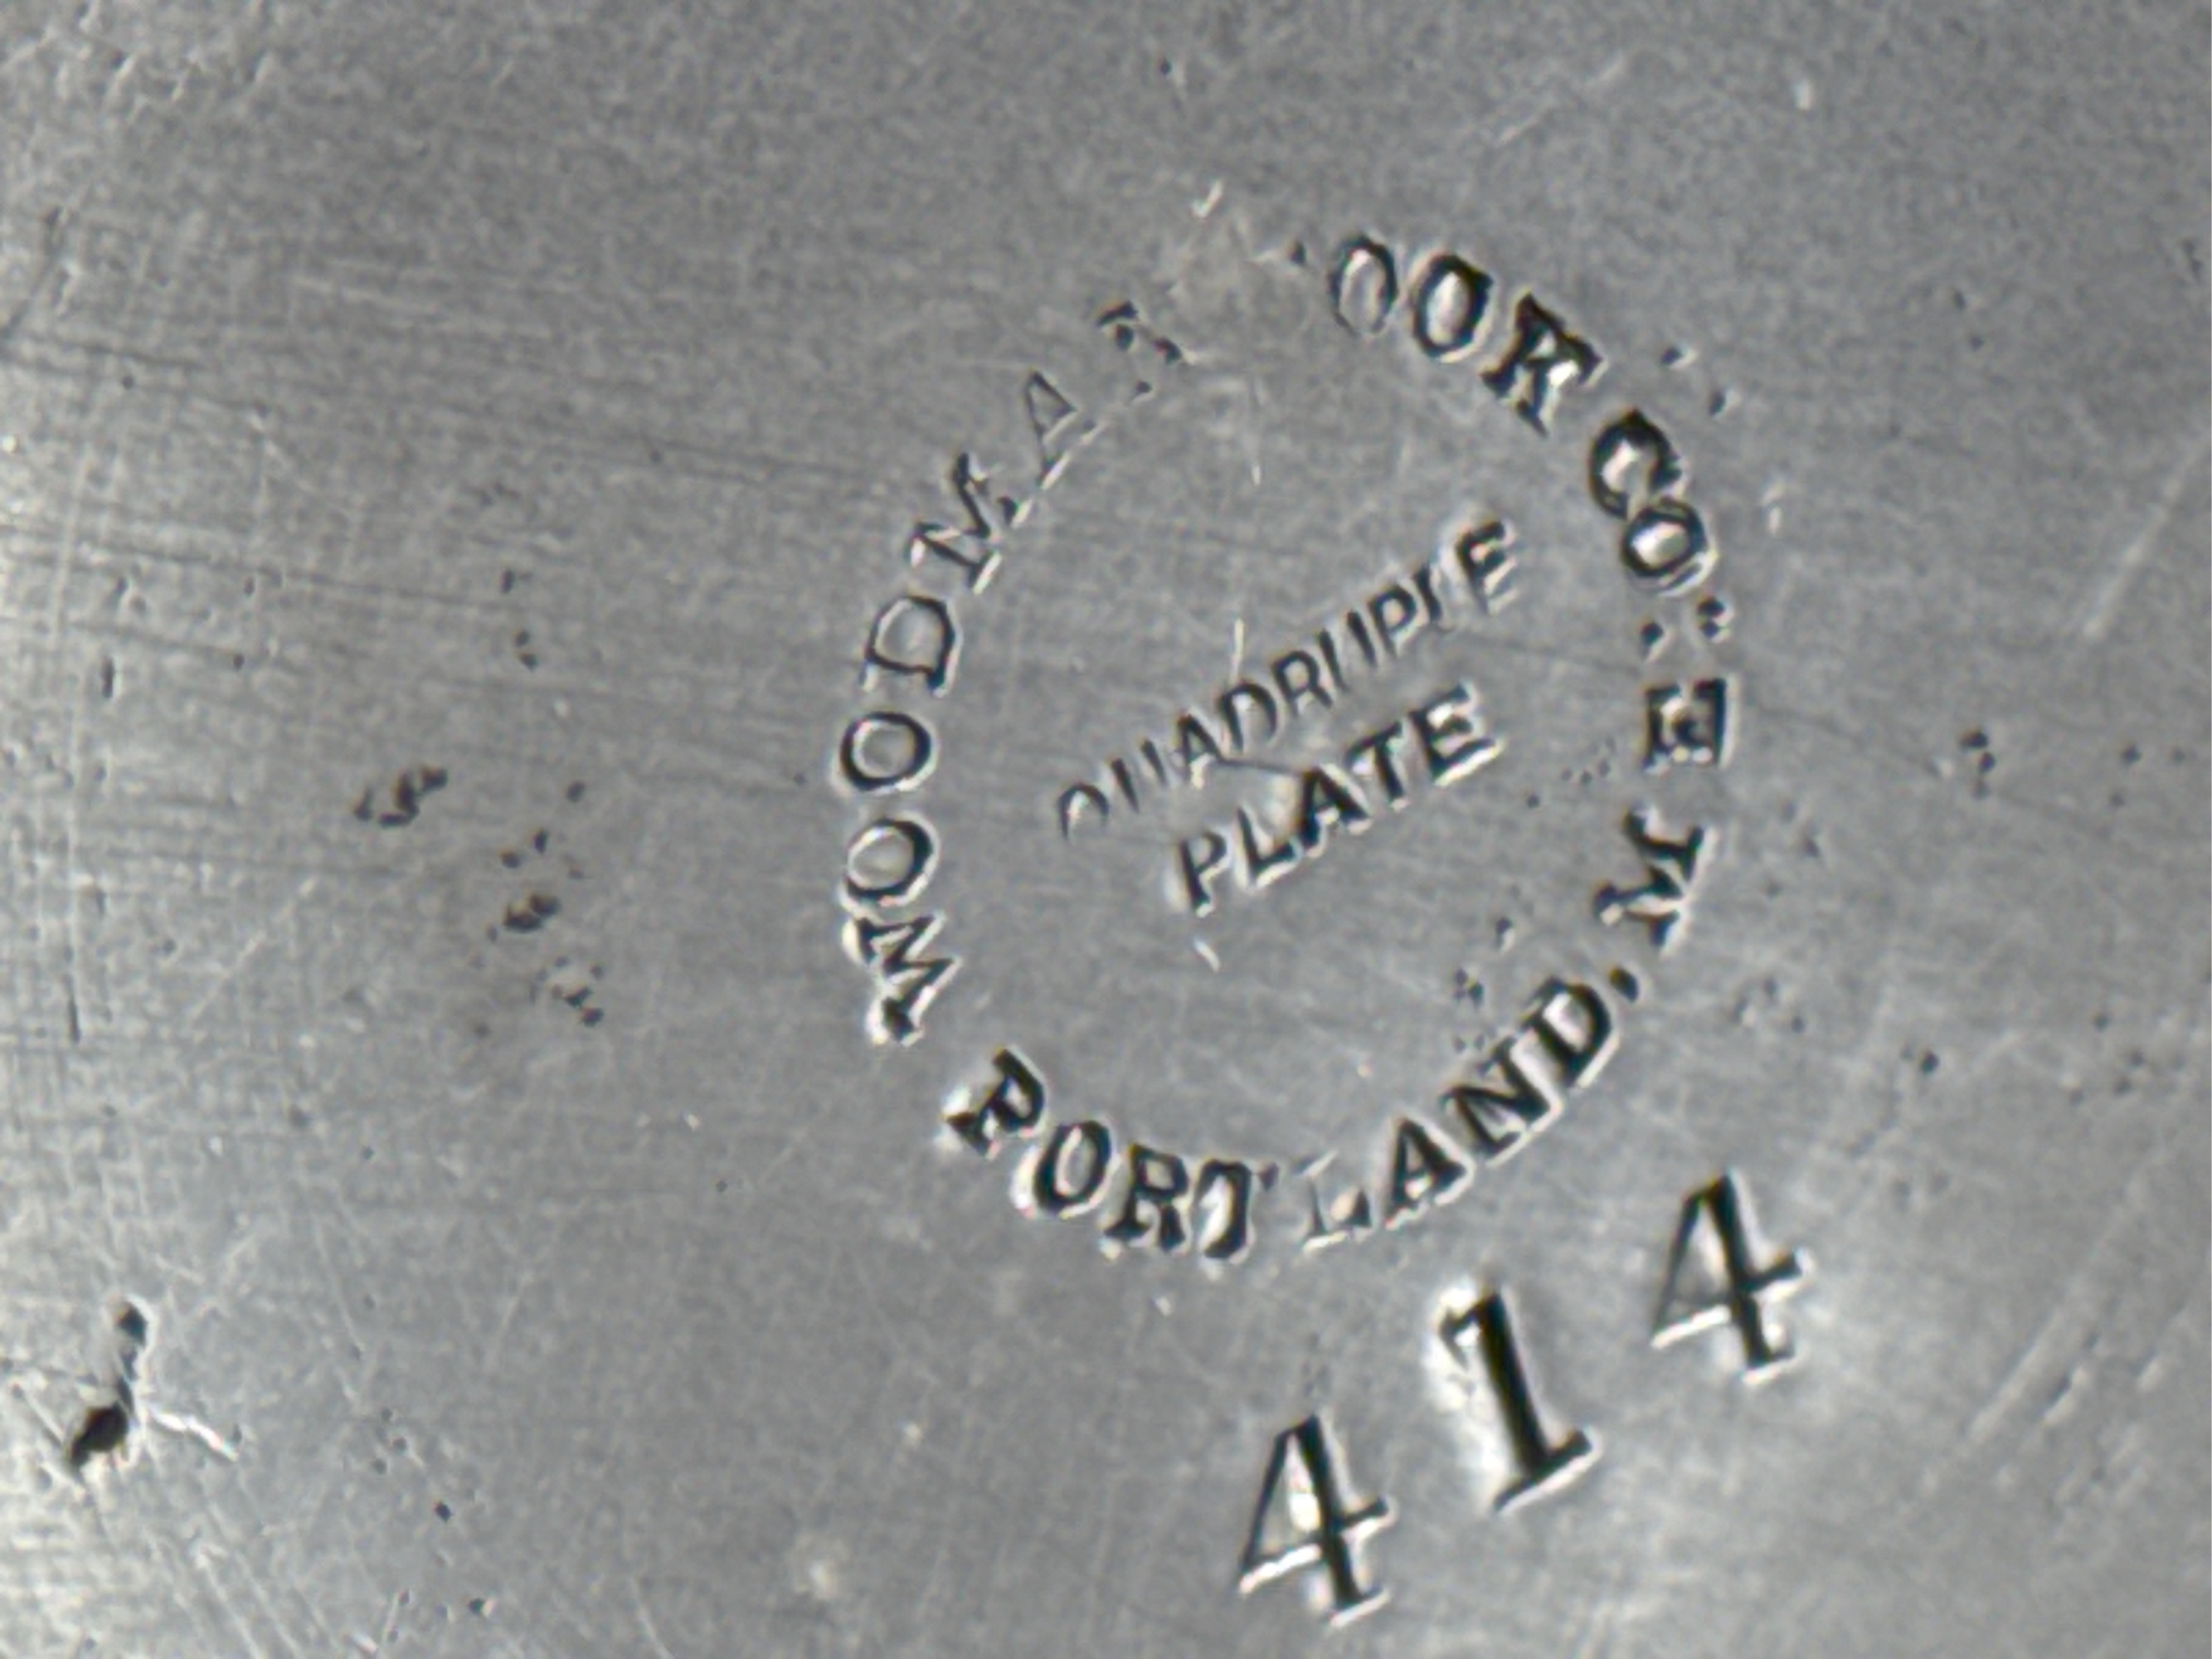 WOODMAN COOK CO.
PORTLAND, ME
QUADRUPLE
PLATE
414